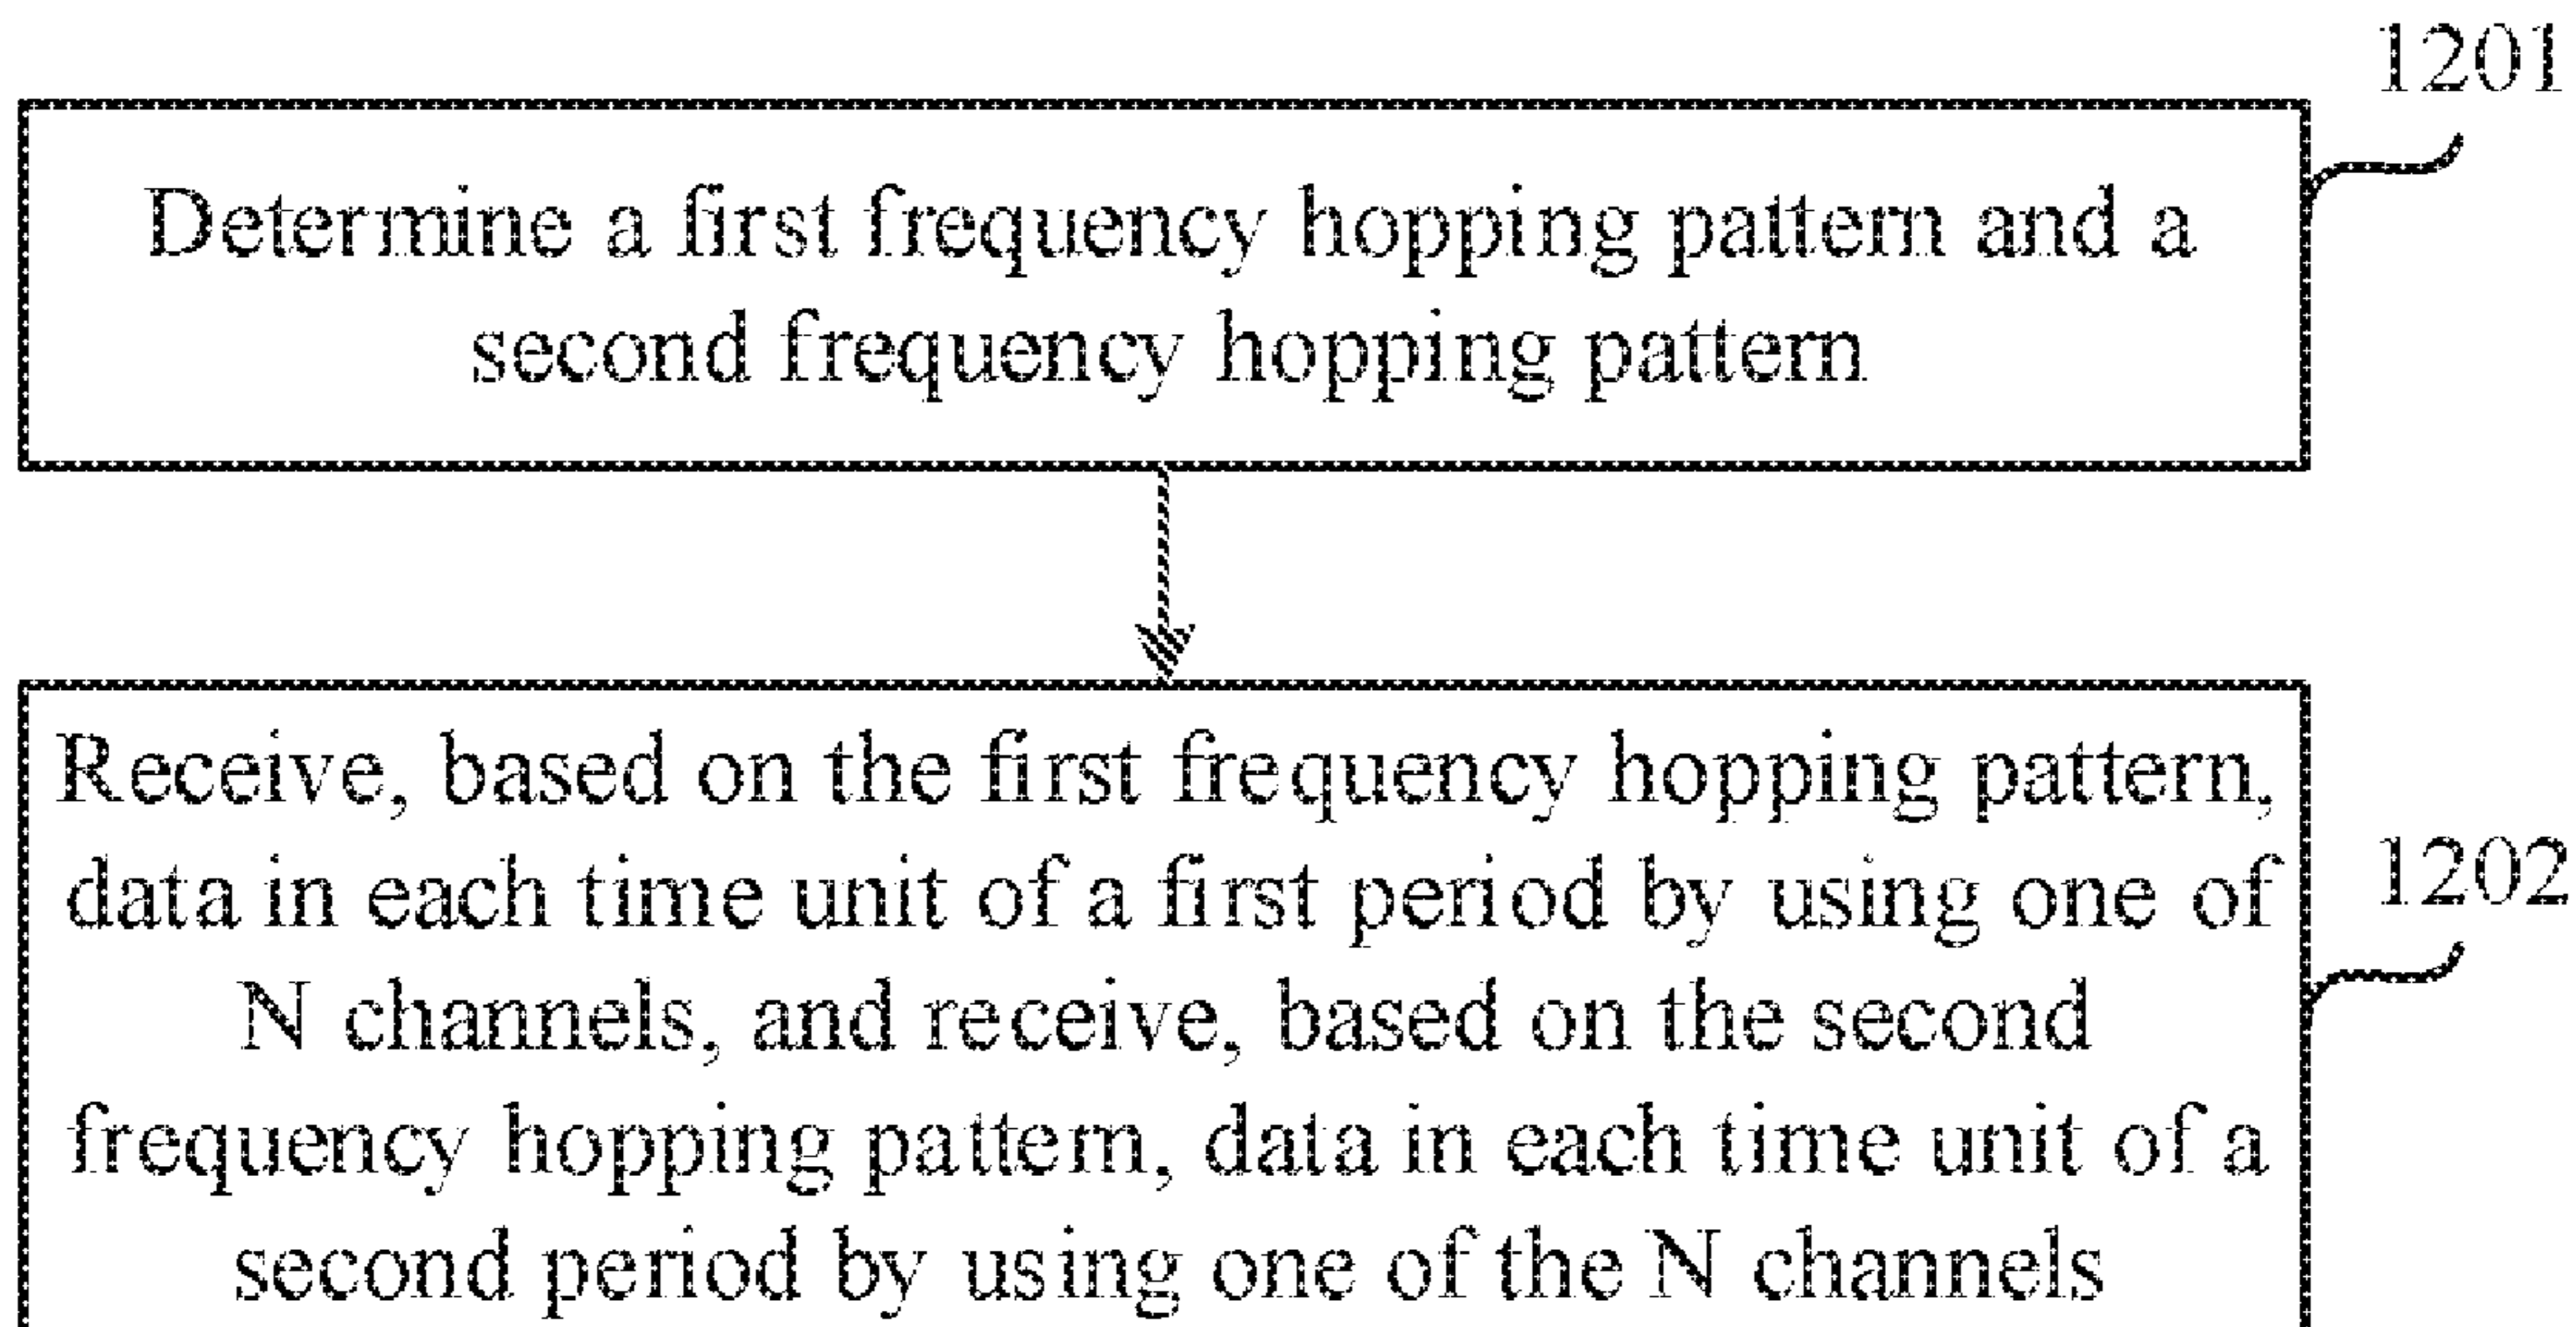 1201
Determine a first frequency hopping pattern and a
second frequency hopping pattern
Receive, based on the first frequency hopping pattern,
data in each time unit of a first period by using one of
N channels, and receive, based on the second
frequency hopping pattern, data in each time unit of a
second period by using one of the N channels
1202